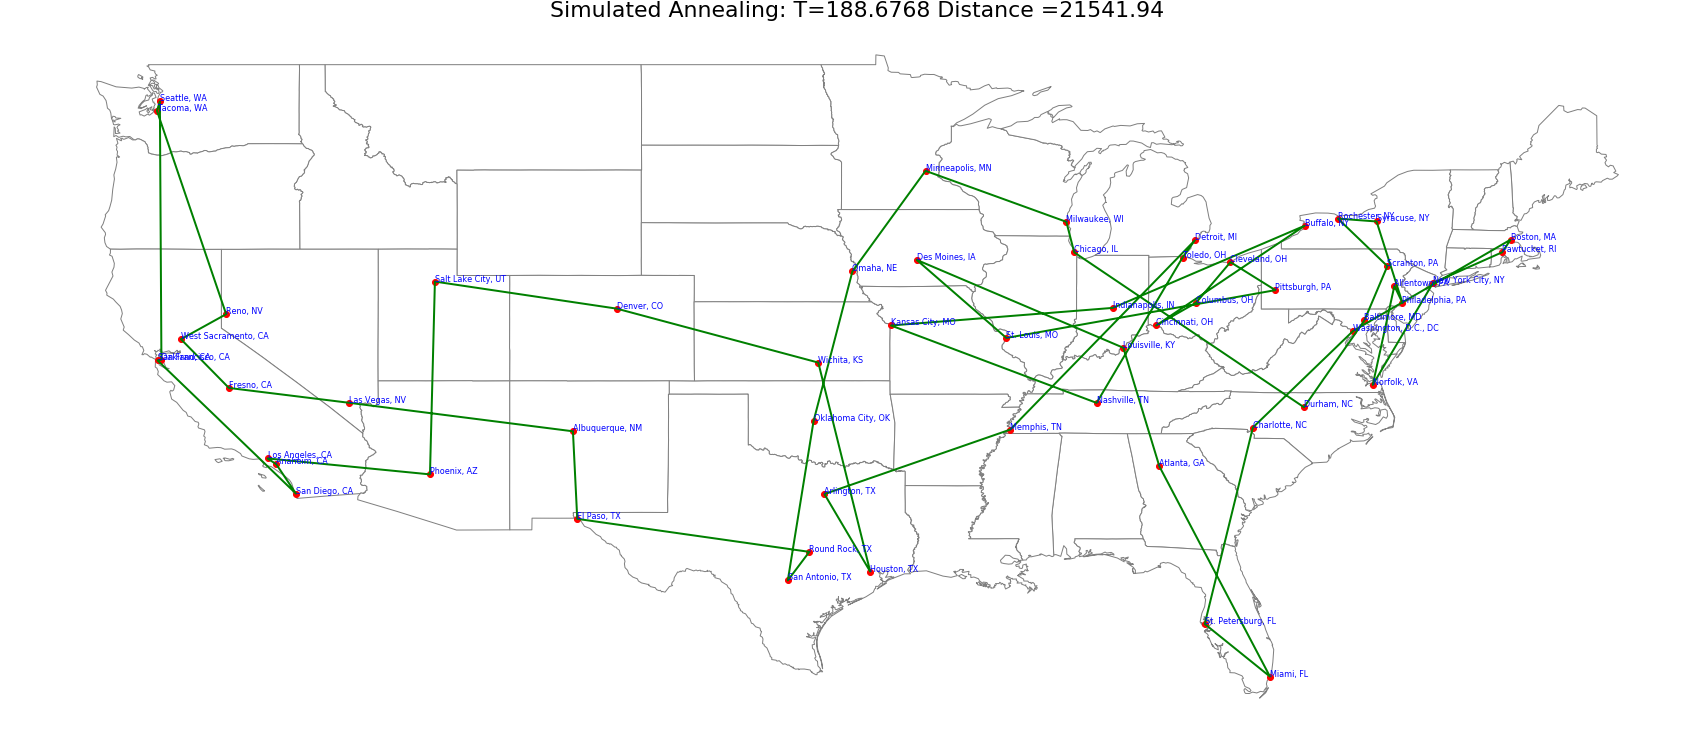 Simulated Annealing: T=188.6768 Distance =21541.94
Seattle, WA
Tacoma, WA
Minneapolis, MN
Milwaukee, WI
Rochester, NY
Syracuse, NY
Buffalo, NY
Boston, MA
Detroit, MI
Pawtucket, RI
Chicago, IL
Toledo, OH
Des Moines, IA
Cleveland, OH
Scranton, PA
Omaha, NE
Salt Lake City, UT
New York City, NY
Allentown, PA
Pittsburgh, PA
Philadelphia, PA
Columbus, OH
Indianapolis, IN
Denver, CO
Reno, NV
Baltimore, MD
Kansas City, MO
Cincinnati, OH
Washington, D.C., DC
West Sacramento, CA
St. Louis, MO
Louisville, KY
Oakland, CA
Wichita, KS
Fresno, CA
Norfolk, VA
Las Vegas, NV
Nashville, TN
Durham, NC
Oklahoma City, OK
Charlotte, NC
Albuquerque, NM
Memphis, TN
Los Angeles, CA
Anaheim, CA
Atlanta, GA
Phoenix, AZ
San Diego, CA
Arlington, TX
El Paso, TX
Round Rock, TX
Houston, TX
San Antonio, TX
St. Petersburg, FL
Miami, FL